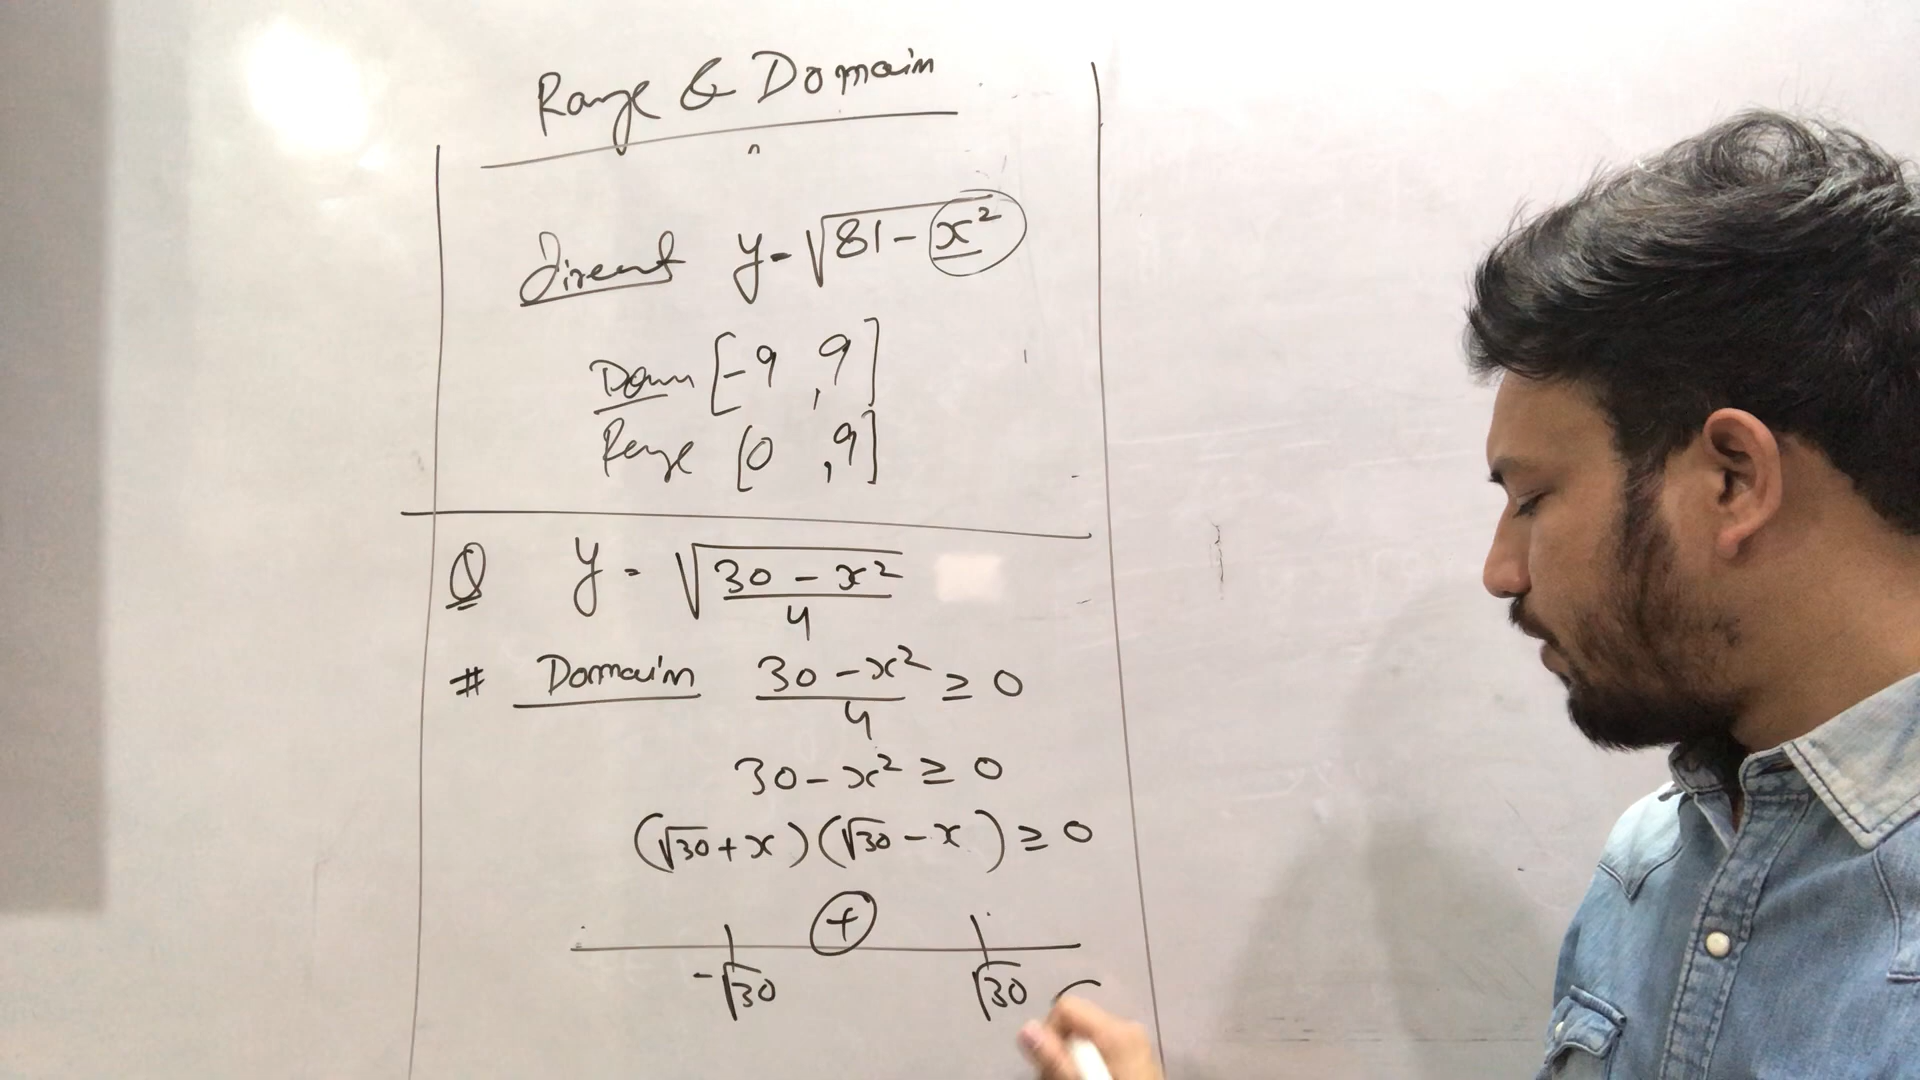 Range & Domain
direct y = √81 - x²
Dom [-9, 9]
Range [0, 9]
Q y = √(30 - x²)/4
# Domain (30 - x²)/4 ≥ 0
30 - x² ≥ 0
(√30 + x)(√30 - x) ≥ 0
+
-√30 √30